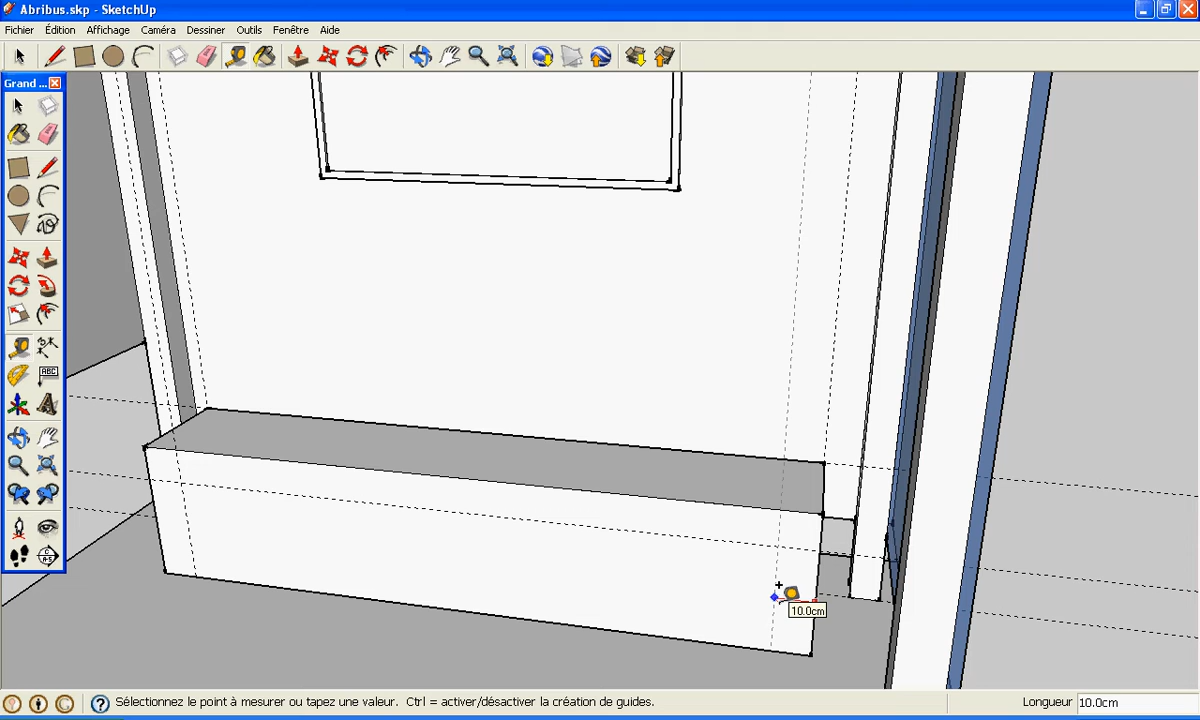 Abribus.skp - SketchUp
Fichier Édition Affichage Caméra Dessiner Outils Fenêtre Aide
Grand ...
ABC
A
10.0cm
Sélectionnez le point à mesurer ou tapez une valeur. Ctrl = activer/désactiver la création de guides.
Longueur 10.0cm